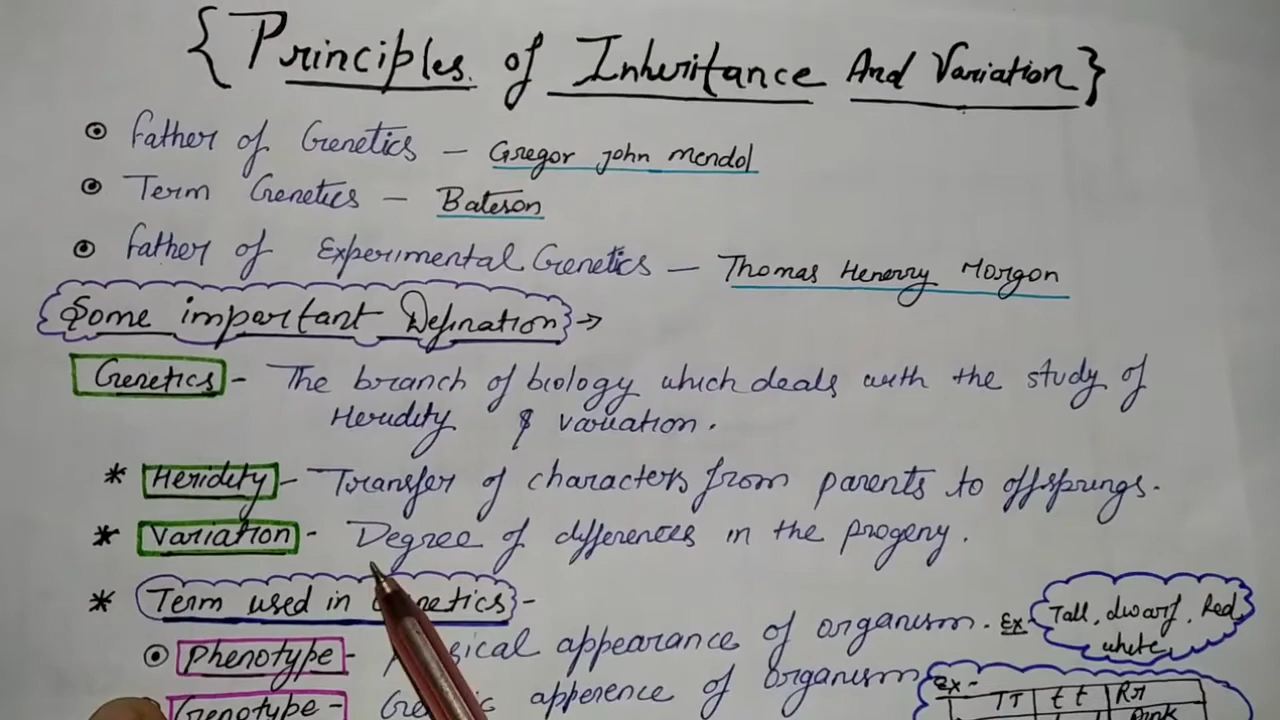 {Principles of Inheritance And Variation}
Father of Genetics - Gregor john mendol
Term Genetics - Bateson
Father of Experimental Genetics - Thomas Henerry Morgon
Some important Defination →
Genetics - The branch of biology which deals with the study of
Heridity & variation.
* Heridity - Transfer of characters from parents to offsprings.
* Variation - Degree of differences in the progeny.
* Term used in Genetics -
Phenotype - physical appearance of organism. Ex- Tall, dwarf, Red,
white,
Genotype - apperence of organism Ex-
TT | tt | Rr
Pink